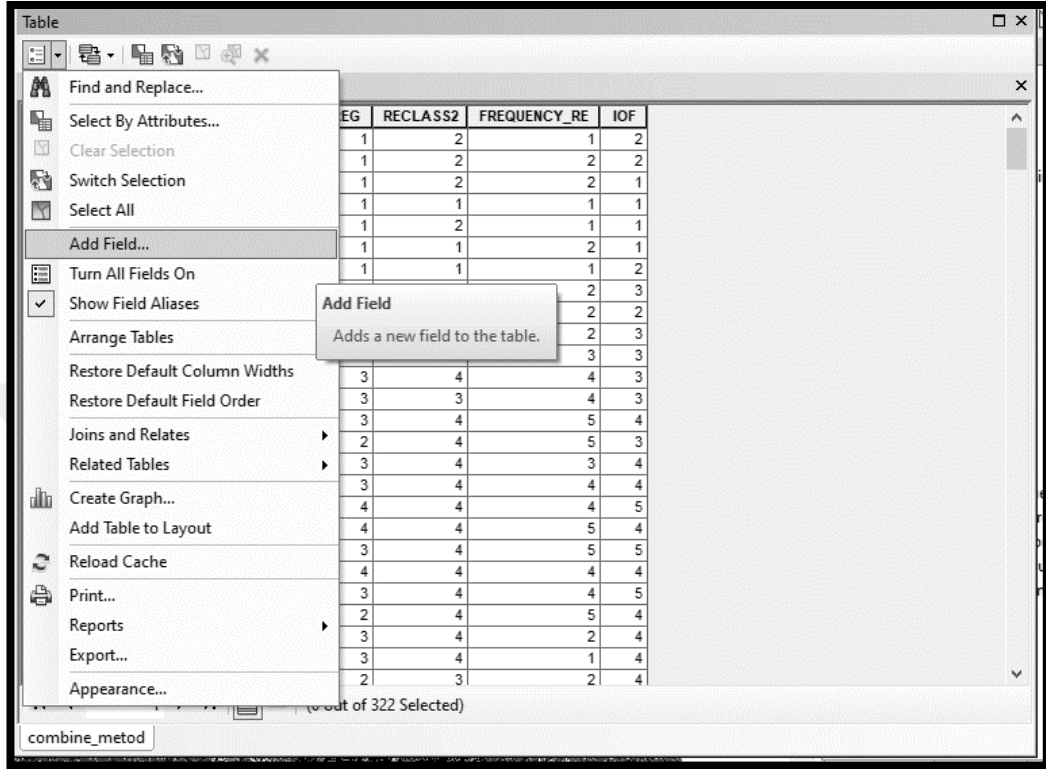 Table
Find and Replace...
Select By Attributes...
Clear Selection
Switch Selection
Select All
Add Field...
Turn All Fields On
Show Field Aliases
Arrange Tables
Restore Default Column Widths
Restore Default Field Order
Joins and Relates
Related Tables
Create Graph...
Add Table to Layout
Reload Cache
Print...
Reports
Export...
Appearance...
Add Field
Adds a new field to the table.
EG RECLASS2 FREQUENCY_RE IOF
1 2 1 2
1 2 2 2
1 2 2 1
1 1 1 1
1 2 1 1
1 1 2 1
1 1 1 2
2 3
2 2
2 3
3 3
3 4 4 3
3 3 4 3
3 4 5 4
2 4 5 3
3 4 3 4
3 4 4 4
4 4 4 5
4 4 5 4
3 4 5 5
4 4 4 4
3 4 4 5
2 4 5 4
3 4 2 4
3 4 1 4
2 3 2 4
out of 322 Selected)
combine_metod